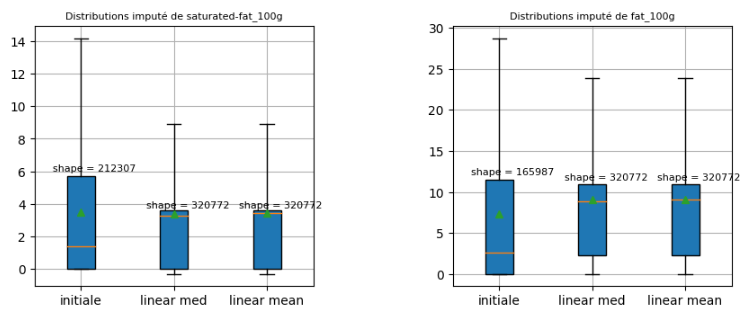 Distributions imputé de saturated-fat_100g
14
12
10
8
6
4
2
0
shape = 212307
shape = 320772
shape = 320772
initiale
linear med
linear mean
Distributions imputé de fat_100g
30
25
20
15
10
5
0
shape = 165987
shape = 320772
shape = 320772
initiale
linear med
linear mean